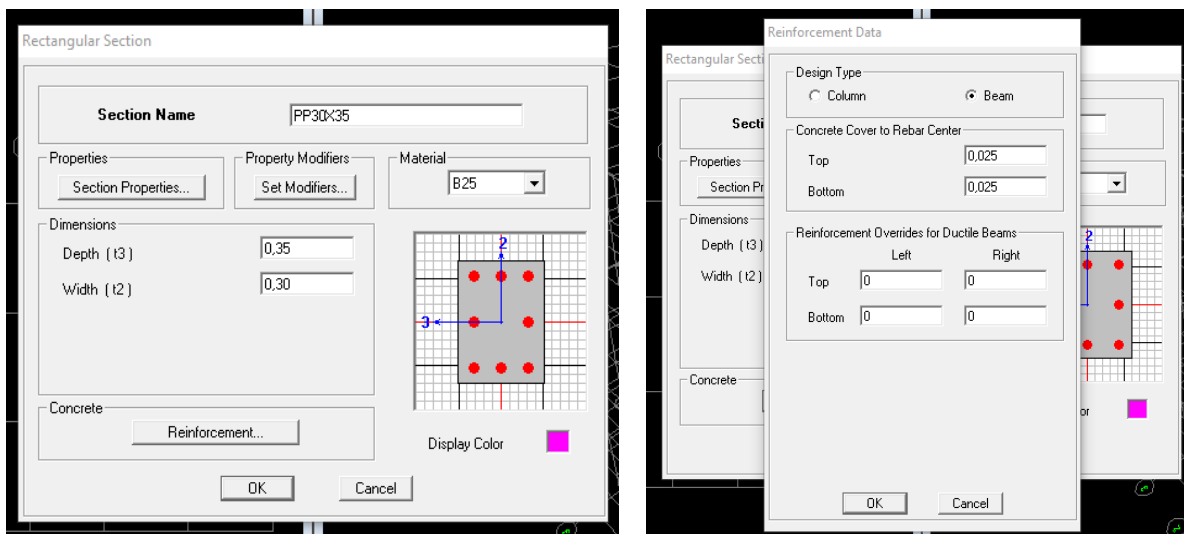 Rectangular Section
Section Name PP30X35
Properties Property Modifiers Material
Section Properties... Set Modifiers... B25
Dimensions
Depth ( t3 ) 0,35
Width ( t2 ) 0,30
2
3
Concrete
Reinforcement...
Display Color
OK Cancel
Rectangular Secti
Secti
Properties
Section Pr
Dimensions
Depth ( t3 )
Width ( t2 )
Concrete
2
or
Reinforcement Data
Design Type
Column Beam
Concrete Cover to Rebar Center
Top 0,025
Bottom 0,025
Reinforcement Overrides for Ductile Beams
Left Right
Top 0 0
Bottom 0 0
OK Cancel